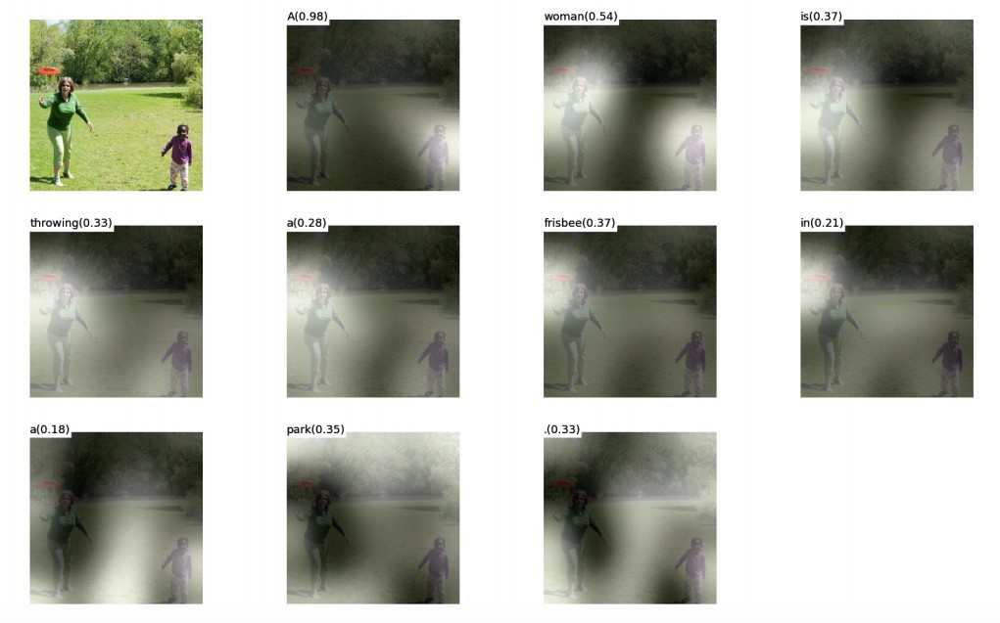 A(0.98)
woman(0.54)
is(0.37)
throwing(0.33)
a(0.28)
frisbee(0.37)
in(0.21)
a(0.18)
park(0.35)
.(0.33)